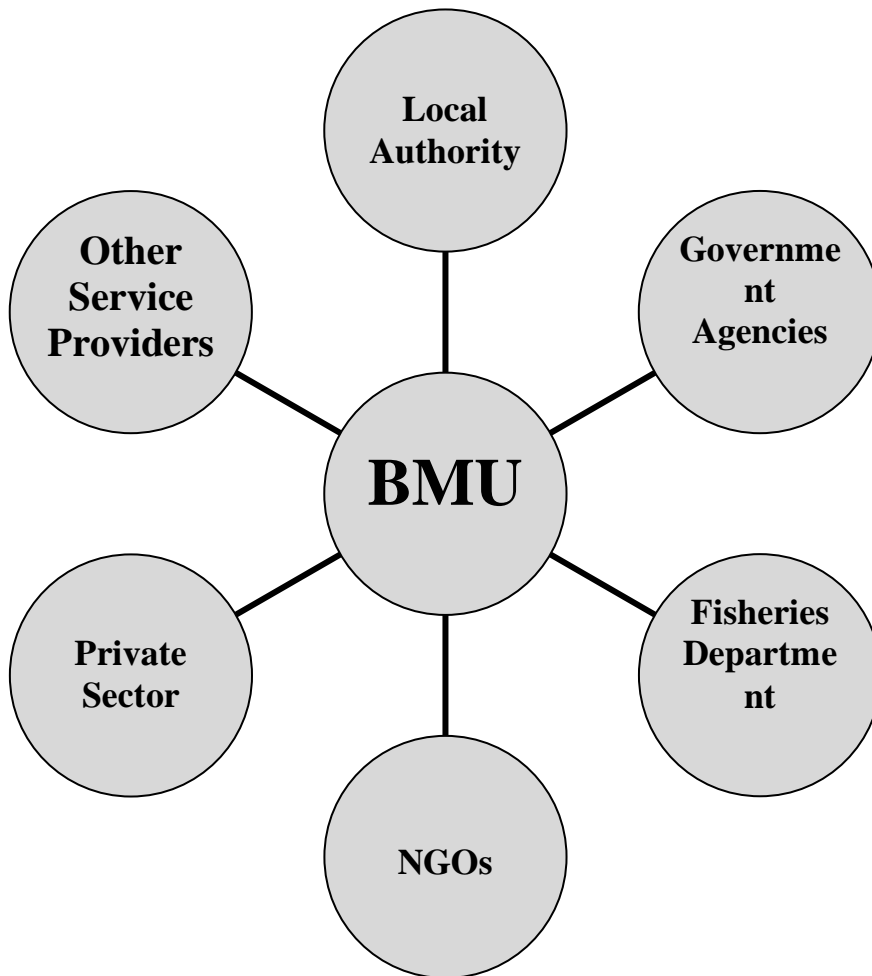 Local
Authority
Other
Service
Providers
Governme
nt
Agencies
BMU
Private
Sector
Fisheries
Departme
nt
NGOs